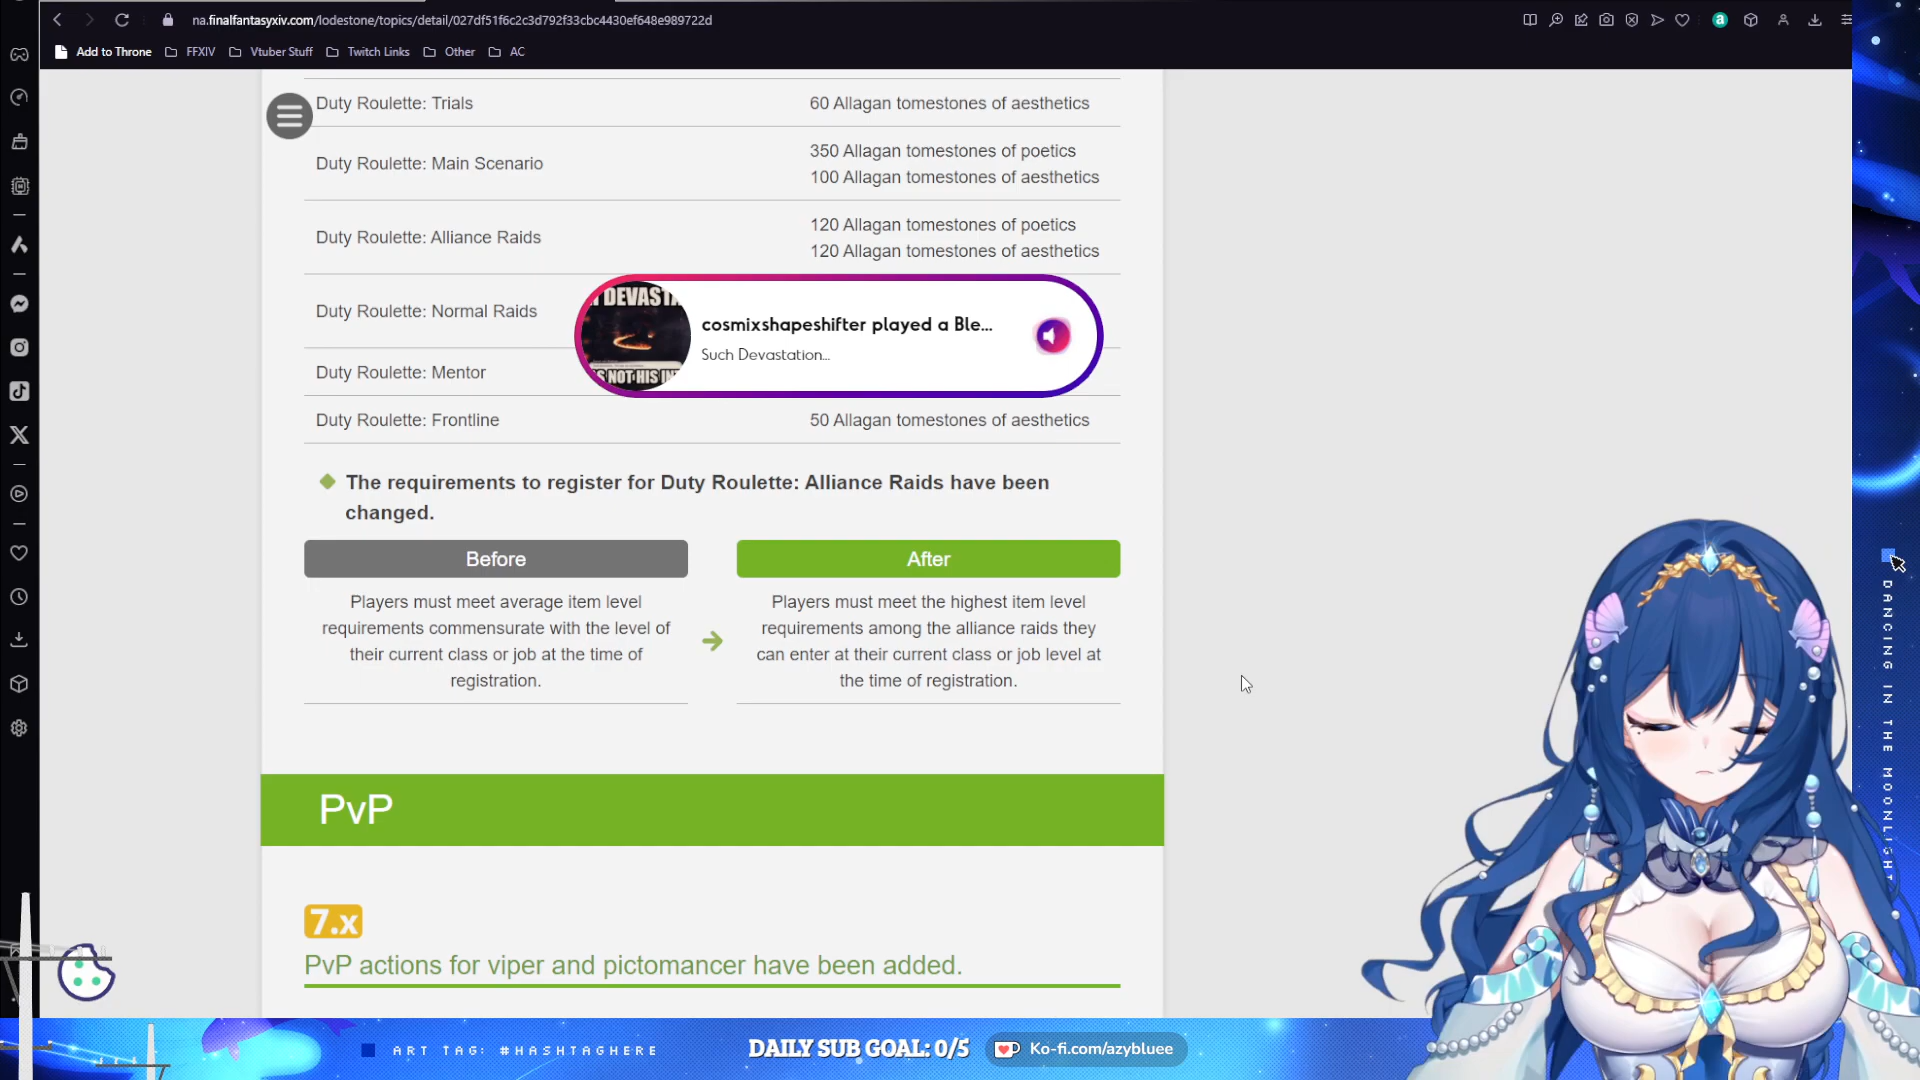 na.finalfantasyxiv.com/lodestone/topics/detail/027df51f6c2c3d792f33cbc4430ef648e989722d
Add to Throne
FFXIV
Vtuber Stuff
Twitch Links
Other
AC
Duty Roulette: Trials
60 Allagan tomestones of aesthetics
Duty Roulette: Main Scenario
350 Allagan tomestones of poetics
100 Allagan tomestones of aesthetics
Duty Roulette: Alliance Raids
120 Allagan tomestones of poetics
120 Allagan tomestones of aesthetics
Duty Roulette: Normal Raids
cosmixshapeshifter played a Ble...
Such Devastation...
Duty Roulette: Mentor
Duty Roulette: Frontline
50 Allagan tomestones of aesthetics
The requirements to register for Duty Roulette: Alliance Raids have been
changed.
Before
Players must meet average item level
requirements commensurate with the level of
their current class or job at the time of
registration.
After
Players must meet the highest item level
requirements among the alliance raids they
can enter at their current class or job level at
the time of registration.
PvP
7.x
PvP actions for viper and pictomancer have been added.
DANCING IN THE MOONLIGHT
ART TAG: #HASHTAGHERE
DAILY SUB GOAL: 0/5
Ko-fi.com/azybluee